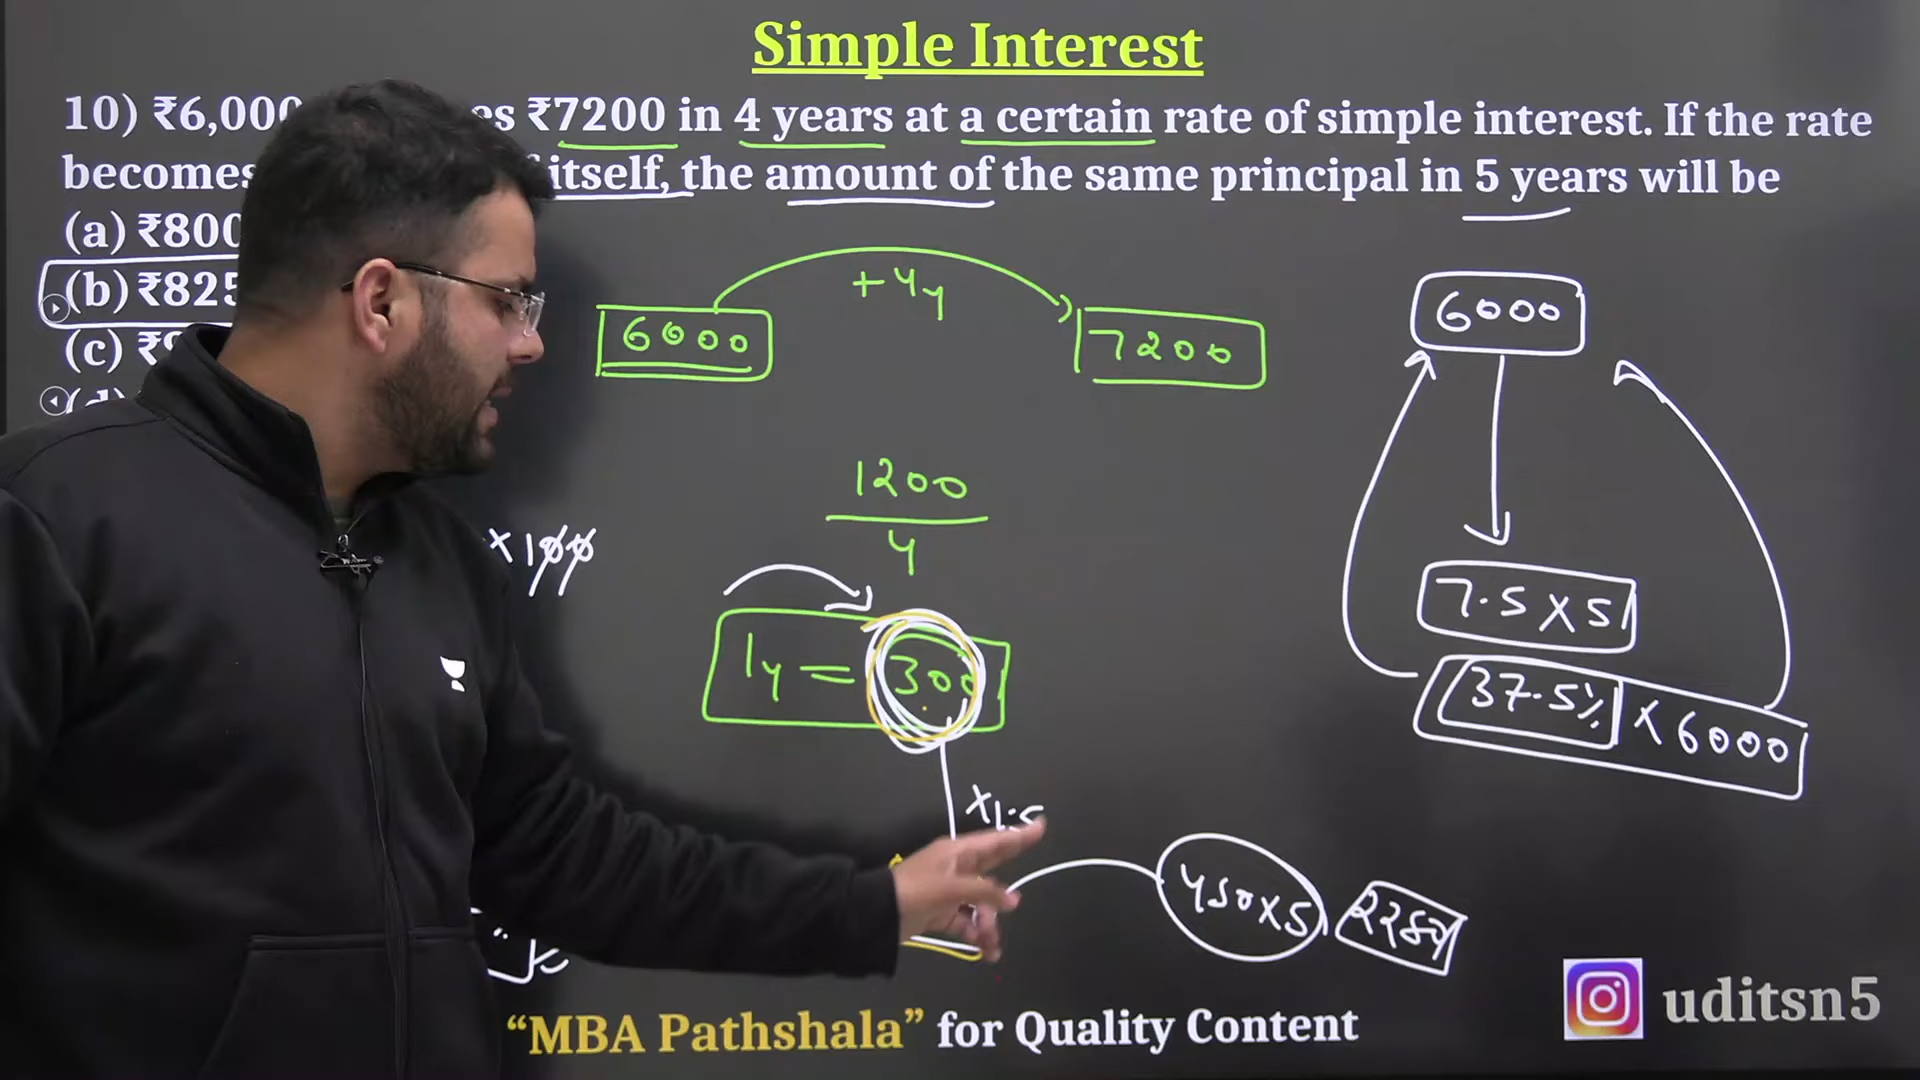 Simple Interest
10) ₹6,000 es ₹7200 in 4 years at a certain rate of simple interest. If the rate
becomes itself, the amount of the same principal in 5 years will be
(a) ₹800
(b) ₹825
(c) ₹
(d)
+4y
6000
7200
6000
1200
4
× 100
7.5 × 5
1y = 300
37.5% × 6000
×1.5
450×5
2250
“MBA Pathshala” for Quality Content
uditsn5